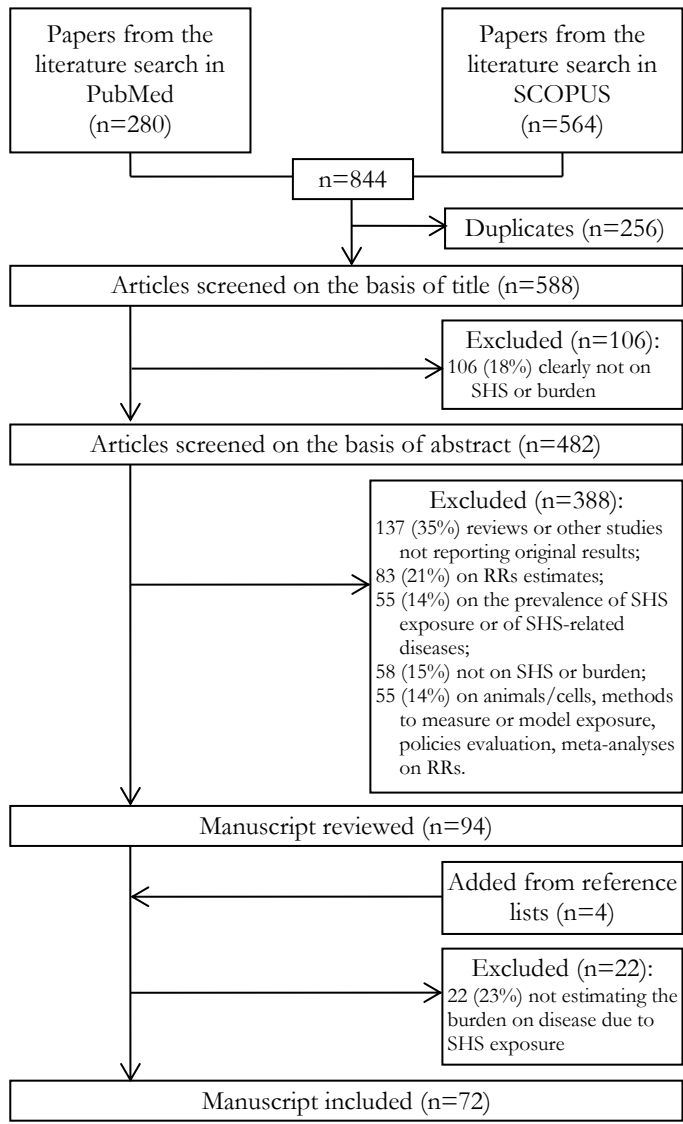 Papers from the
literature search in
PubMed
(n=280)
Papers from the
literature search in
SCOPUS
(n=564)
n=844
Duplicates (n=256)
Articles screened on the basis of title (n=588)
Excluded (n=106):
106 (18%) clearly not on
SHS or burden
Articles screened on the basis of abstract (n=482)
Excluded (n=388):
137 (35%) reviews or other studies
not reporting original results;
83 (21%) on RRs estimates;
55 (14%) on the prevalence of SHS
exposure or of SHS-related
diseases;
58 (15%) not on SHS or burden;
55 (14%) on animals/cells, methods
to measure or model exposure,
policies evaluation, meta-analyses
on RRs.
Manuscript reviewed (n=94)
Added from reference
lists (n=4)
Excluded (n=22):
22 (23%) not estimating the
burden on disease due to
SHS exposure
Manuscript included (n=72)